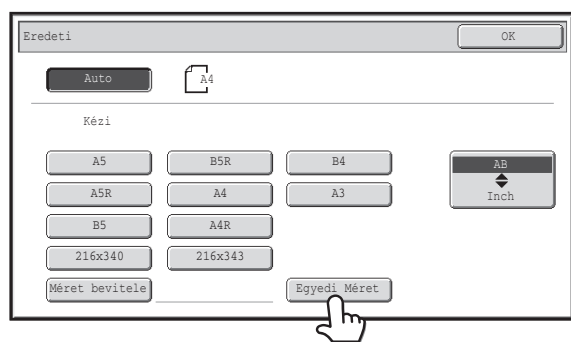 Eredeti OK
Auto A4
Kézi
A5 B5R B4 AB
A5R A4 A3 Inch
B5 A4R
216x340 216x343
Méret bevitele Egyedi Méret